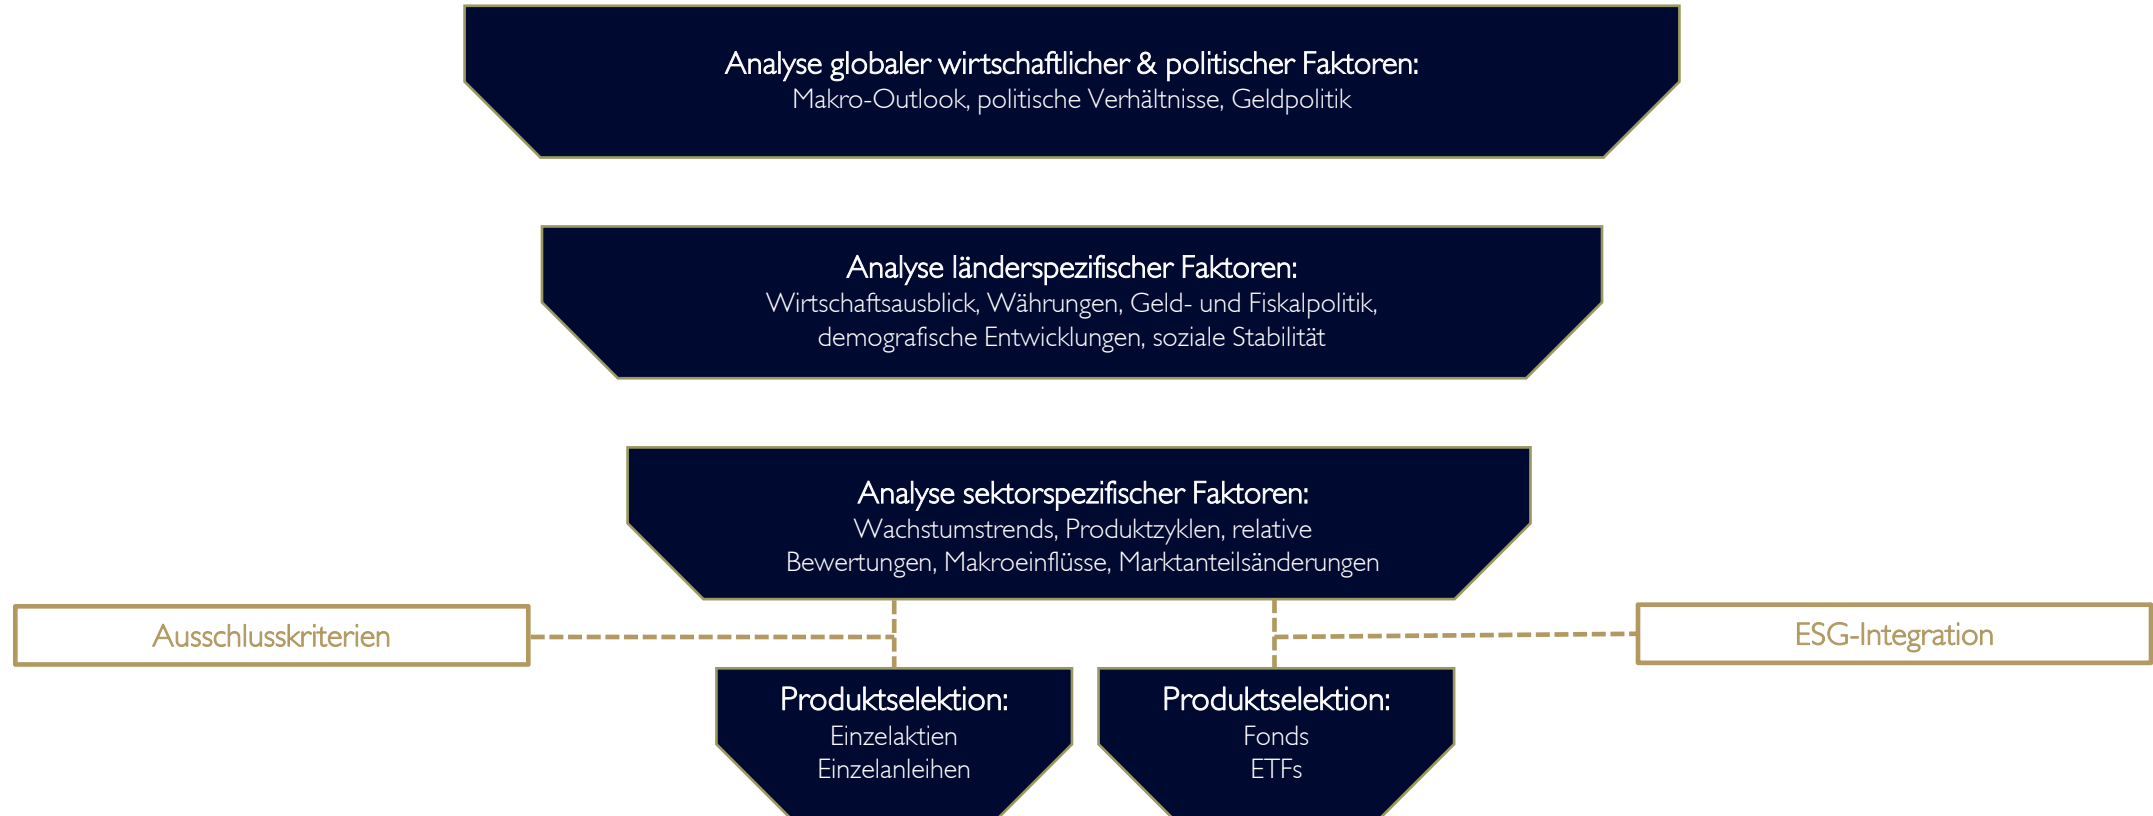 Analyse globaler wirtschaftlicher & politischer Faktoren:
Makro-Outlook, politische Verhältnisse, Geldpolitik
Analyse länderspezifischer Faktoren:
Wirtschaftsausblick, Währungen, Geld- und Fiskalpolitik,
demografische Entwicklungen, soziale Stabilität
Analyse sektorspezifischer Faktoren:
Wachstumstrends, Produktzyklen, relative
Bewertungen, Makroeinflüsse, Marktanteilsänderungen
Ausschlusskriterien
ESG-Integration
Produktselektion:
Einzelaktien
Einzelanleihen
Produktselektion:
Fonds
ETFs